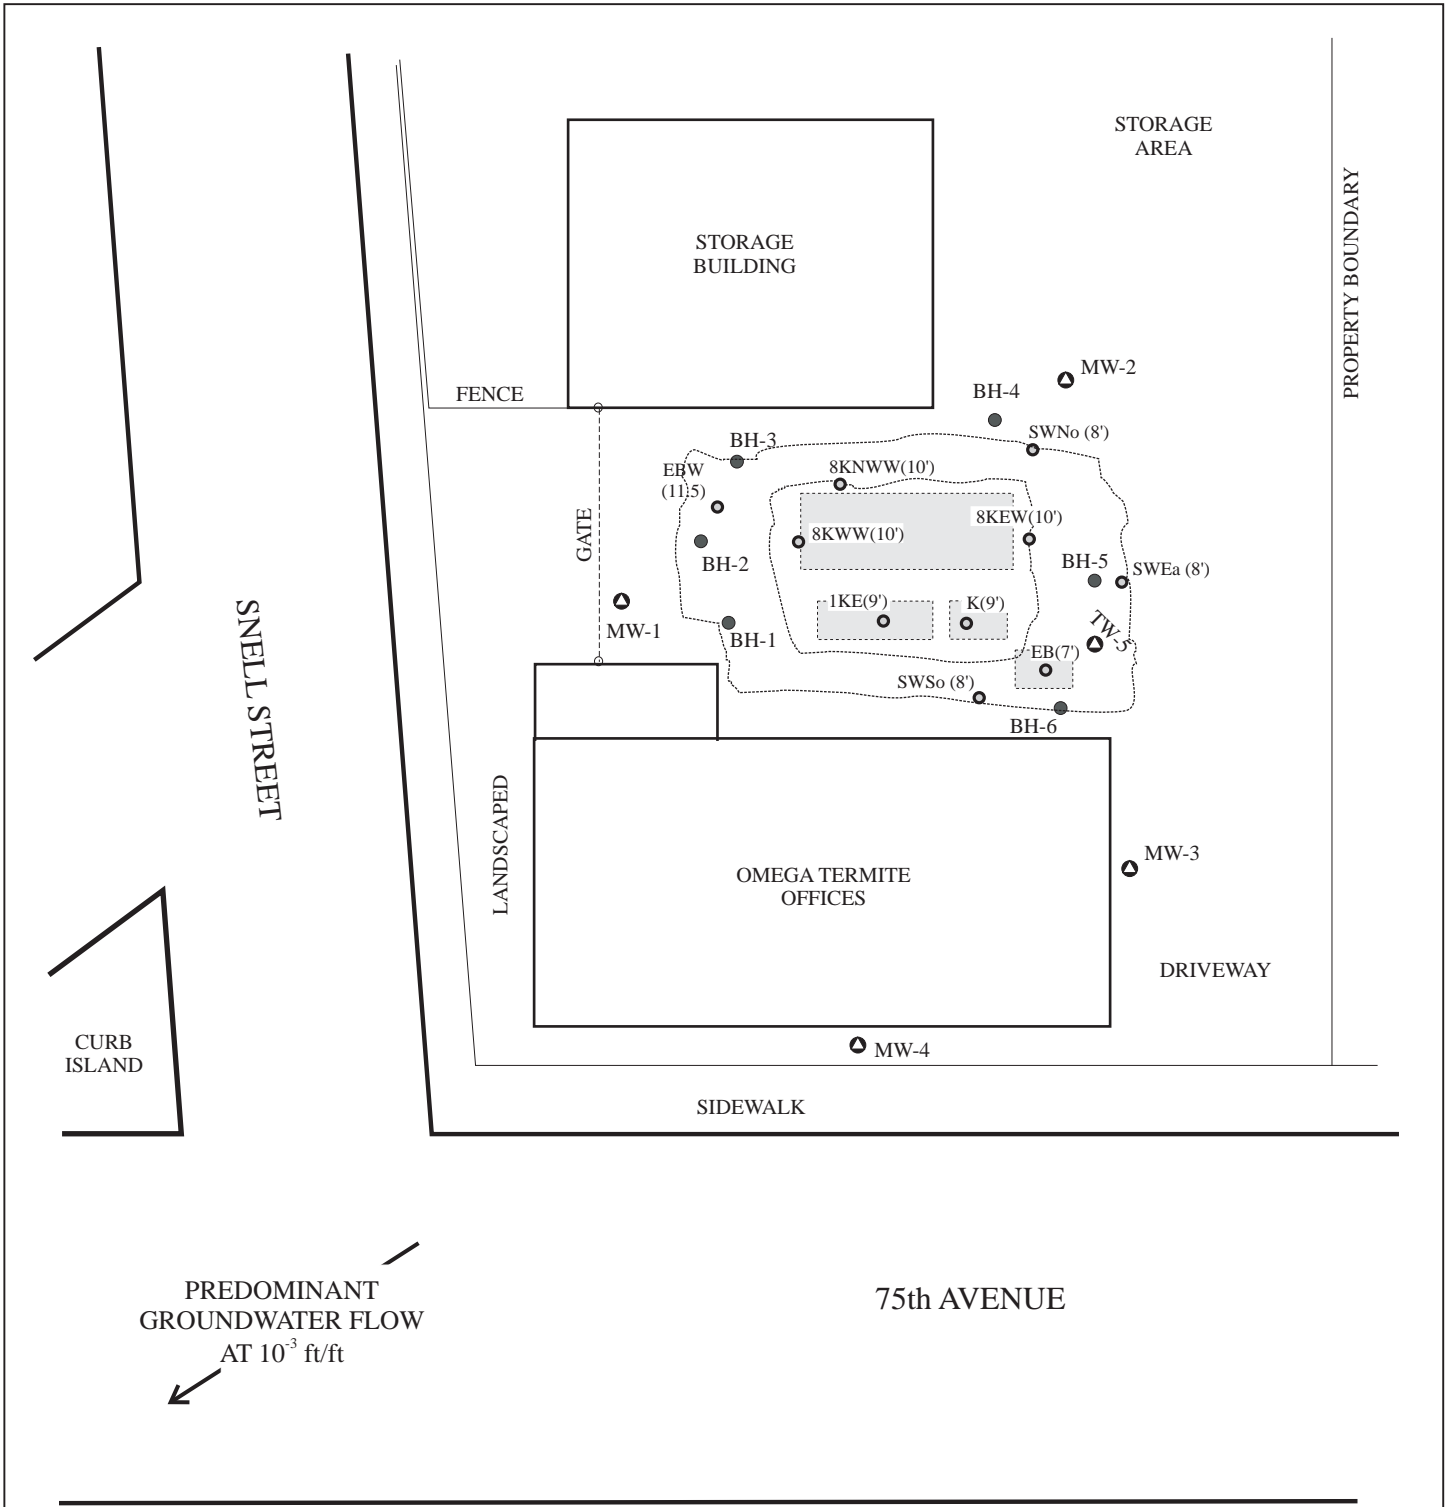 STORAGE
AREA
PROPERTY BOUNDARY
STORAGE
BUILDING
MW-2
FENCE
BH-4
SWNo (8')
BH-3
EBW
(11.5)
8KNWW(10')
8KEW(10')
8KWW(10')
GATE
BH-2
BH-5
SWEa (8')
1KE(9')
K(9')
MW-1
BH-1
TW-5
EB(7')
SWSo (8')
BH-6
SNELL STREET
LANDSCAPED
OMEGA TERMITE
OFFICES
MW-3
DRIVEWAY
CURB
ISLAND
MW-4
SIDEWALK
PREDOMINANT
GROUNDWATER FLOW
AT 10⁻³ ft/ft
75th AVENUE